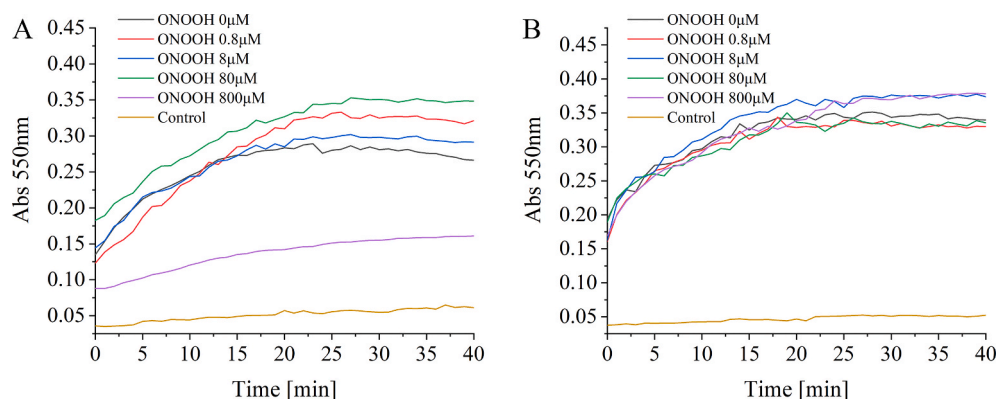 A
ONOOH 0μM
ONOOH 0.8μM
ONOOH 8μM
ONOOH 80μM
ONOOH 800μM
Control
0.45
0.40
0.35
0.30
0.25
0.20
0.15
0.10
0.05
Abs 550nm
0 5 10 15 20 25 30 35 40
Time [min]
B
ONOOH 0μM
ONOOH 0.8μM
ONOOH 8μM
ONOOH 80μM
ONOOH 800μM
Control
0.45
0.40
0.35
0.30
0.25
0.20
0.15
0.10
0.05
Abs 550nm
0 5 10 15 20 25 30 35 40
Time [min]